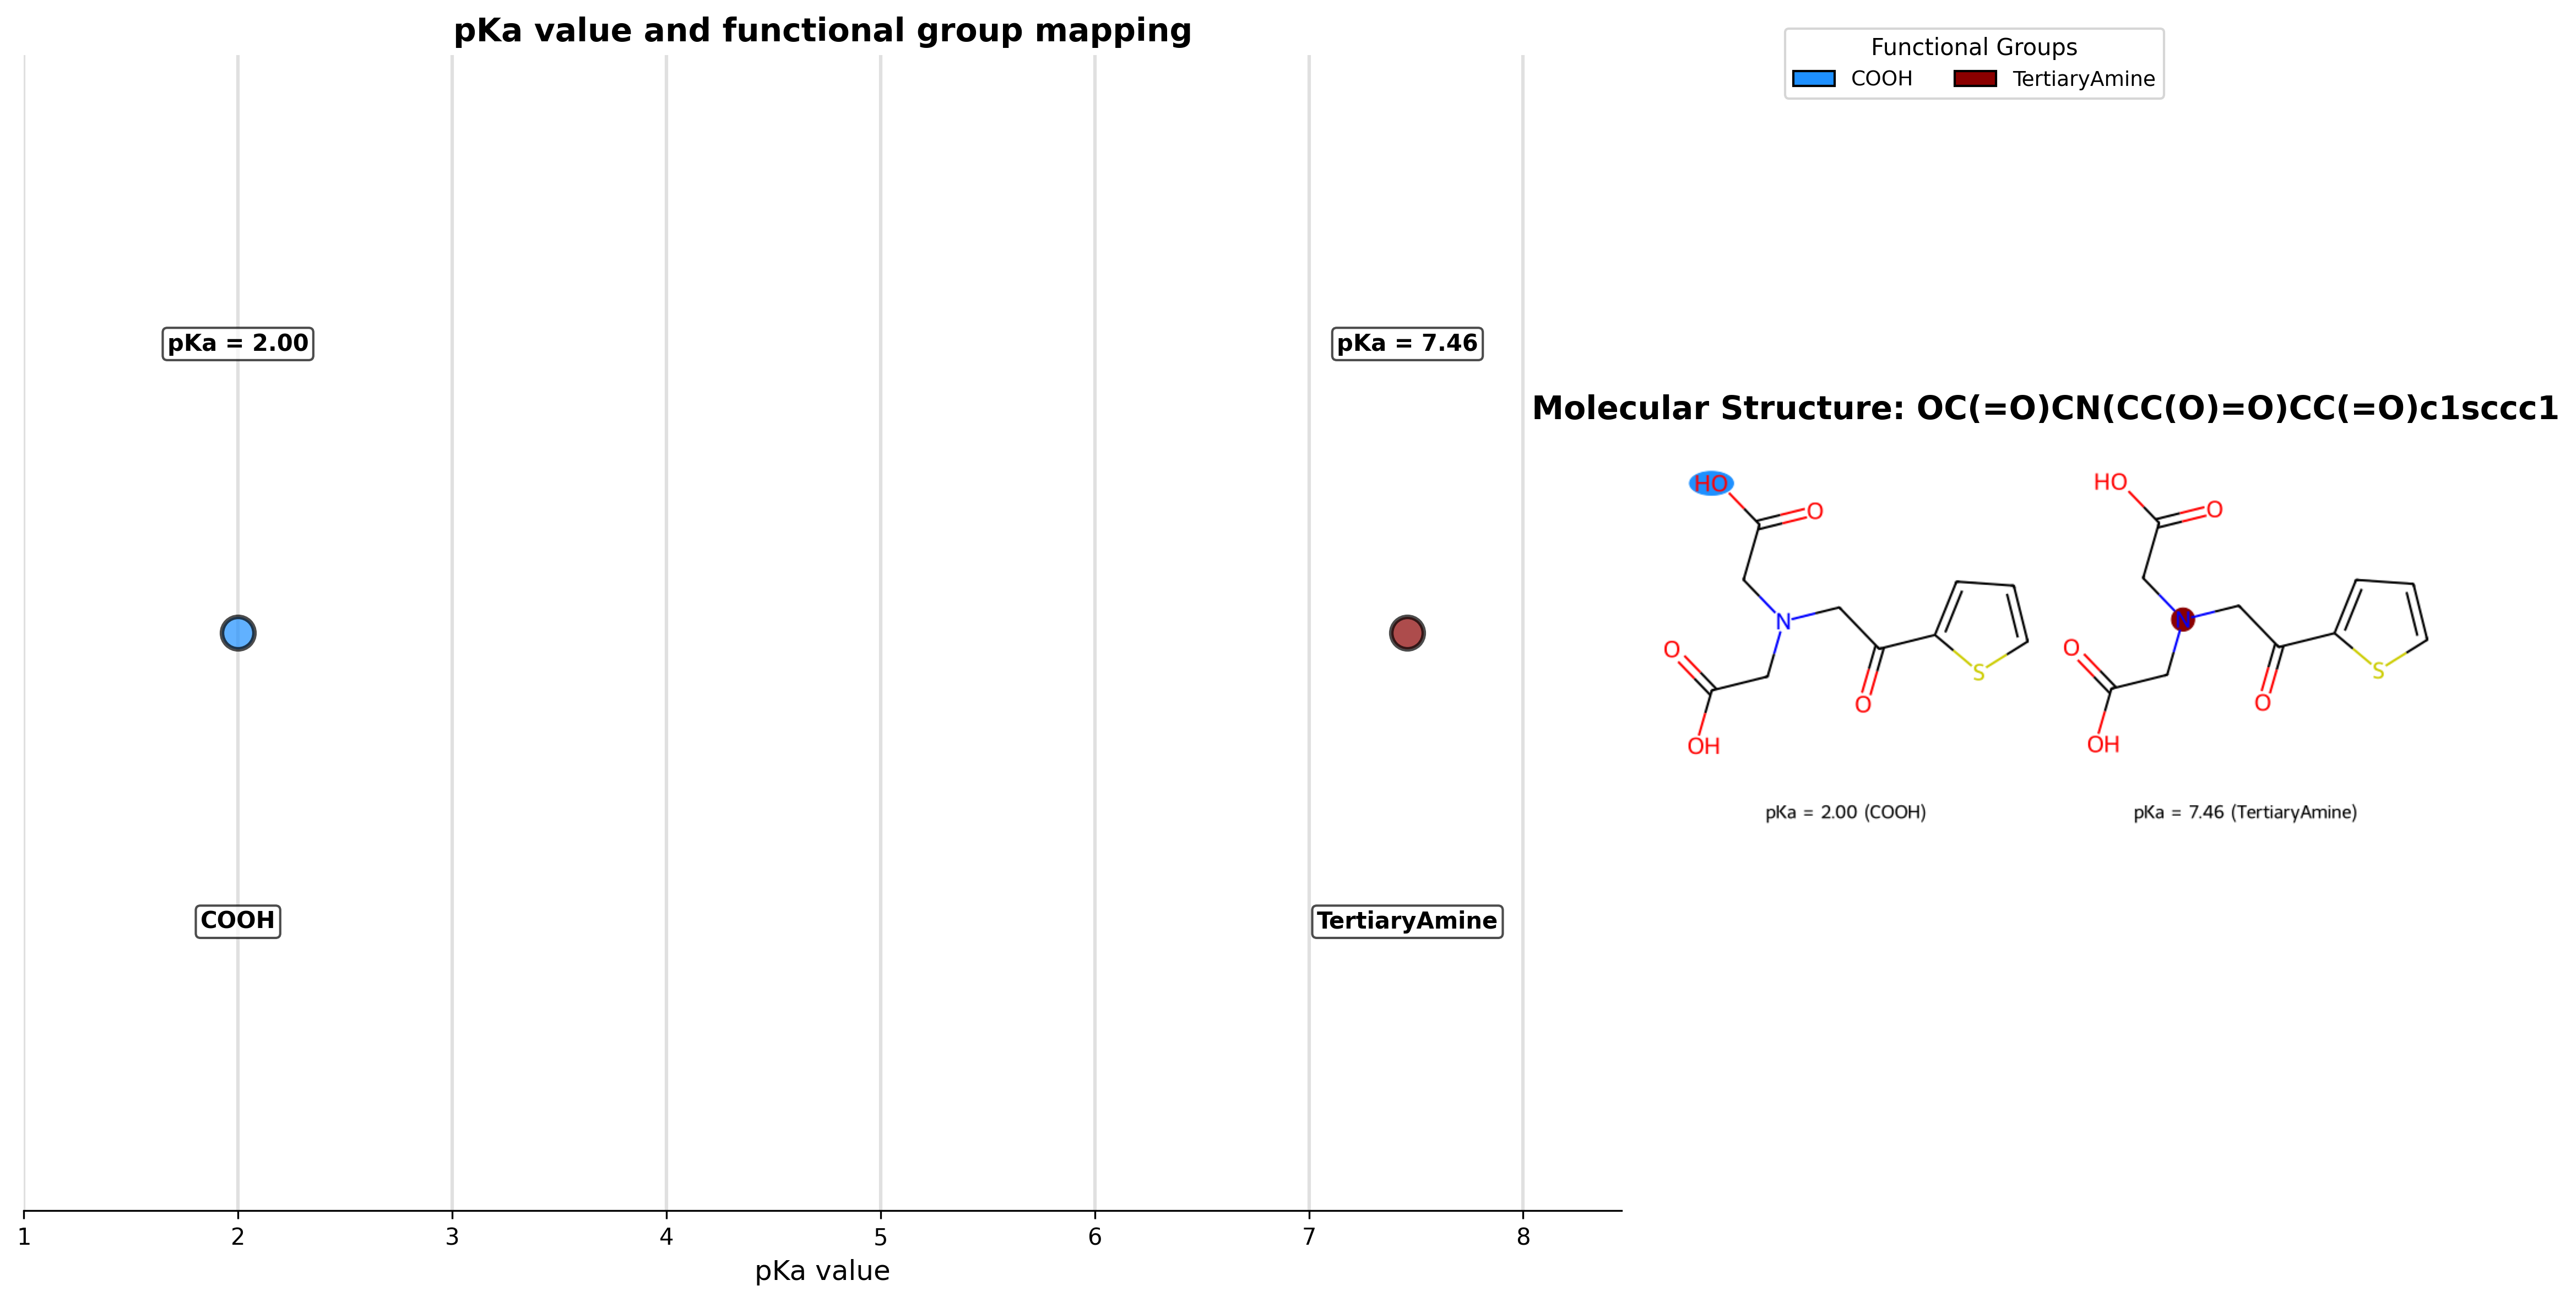 pKa value and functional group mapping
Functional Groups
COOH
TertiaryAmine
pKa = 2.00
pKa = 7.46
COOH
TertiaryAmine
1
2
3
4
5
6
7
8
pKa value
Molecular Structure: OC(=O)CN(CC(O)=O)CC(=O)c1sccc1
HO
O
N
O
S
O
OH
pKa = 2.00 (COOH)
HO
O
N
O
S
O
OH
pKa = 7.46 (TertiaryAmine)